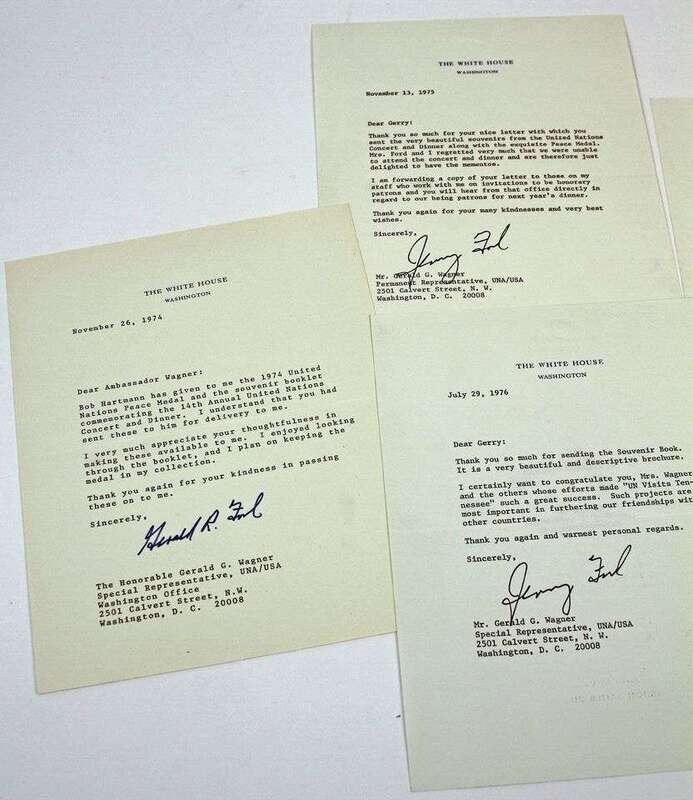 THE WHITE HOUSE
WASHINGTON
November 13, 1975
Dear Gerry:
Thank you so much for your nice letter with which you
sent the very beautiful souvenirs from the United Nations
Concert and Dinner along with the exquisite Peace Medal.
Mrs. Ford and I regretted very much that we were unable
to attend the concert and dinner and are therefore just
delighted to have the mementos.
I am forwarding a copy of your letter to those on my
staff who work with me on invitations to be honorary
patrons and you will hear from that office directly in
regard to our being patrons for next year's dinner.
Thank you again for your many kindnesses and very best
wishes.
Sincerely,
Jerry Ford
Mr. Gerald G. Wagner
Permanent Representative, UNA/USA
2501 Calvert Street, N. W.
Washington, D. C. 20008
THE WHITE HOUSE
WASHINGTON
November 26, 1974
Dear Ambassador Wagner:
Bob Hartmann has given to me the 1974 United
Nations Peace Medal and the souvenir booklet
commemorating the 14th Annual United Nations
Concert and Dinner. I understand that you had
sent these to him for delivery to me.
I very much appreciate your thoughtfulness in
making these available to me. I enjoyed looking
through the booklet, and I plan on keeping the
medal in my collection.
Thank you again for your kindness in passing
these on to me.
Sincerely,
Gerald R. Ford
The Honorable Gerald G. Wagner
Special Representative, UNA/USA
Washington Office
2501 Calvert Street, N.W.
Washington, D. C. 20008
THE WHITE HOUSE
WASHINGTON
July 29, 1976
Dear Gerry:
Thank you so much for sending the Souvenir Book.
It is a very beautiful and descriptive brochure.
I certainly want to congratulate you, Mrs. Wagner
and the others whose efforts made "UN Visits Ten-
nessee" such a great success. Such projects are
most important in furthering our friendships wit
other countries.
Thank you again and warmest personal regards.
Sincerely,
Jerry Ford
Mr. Gerald G. Wagner
Special Representative, UNA/USA
2501 Calvert Street, N. W.
Washington, D. C. 20008